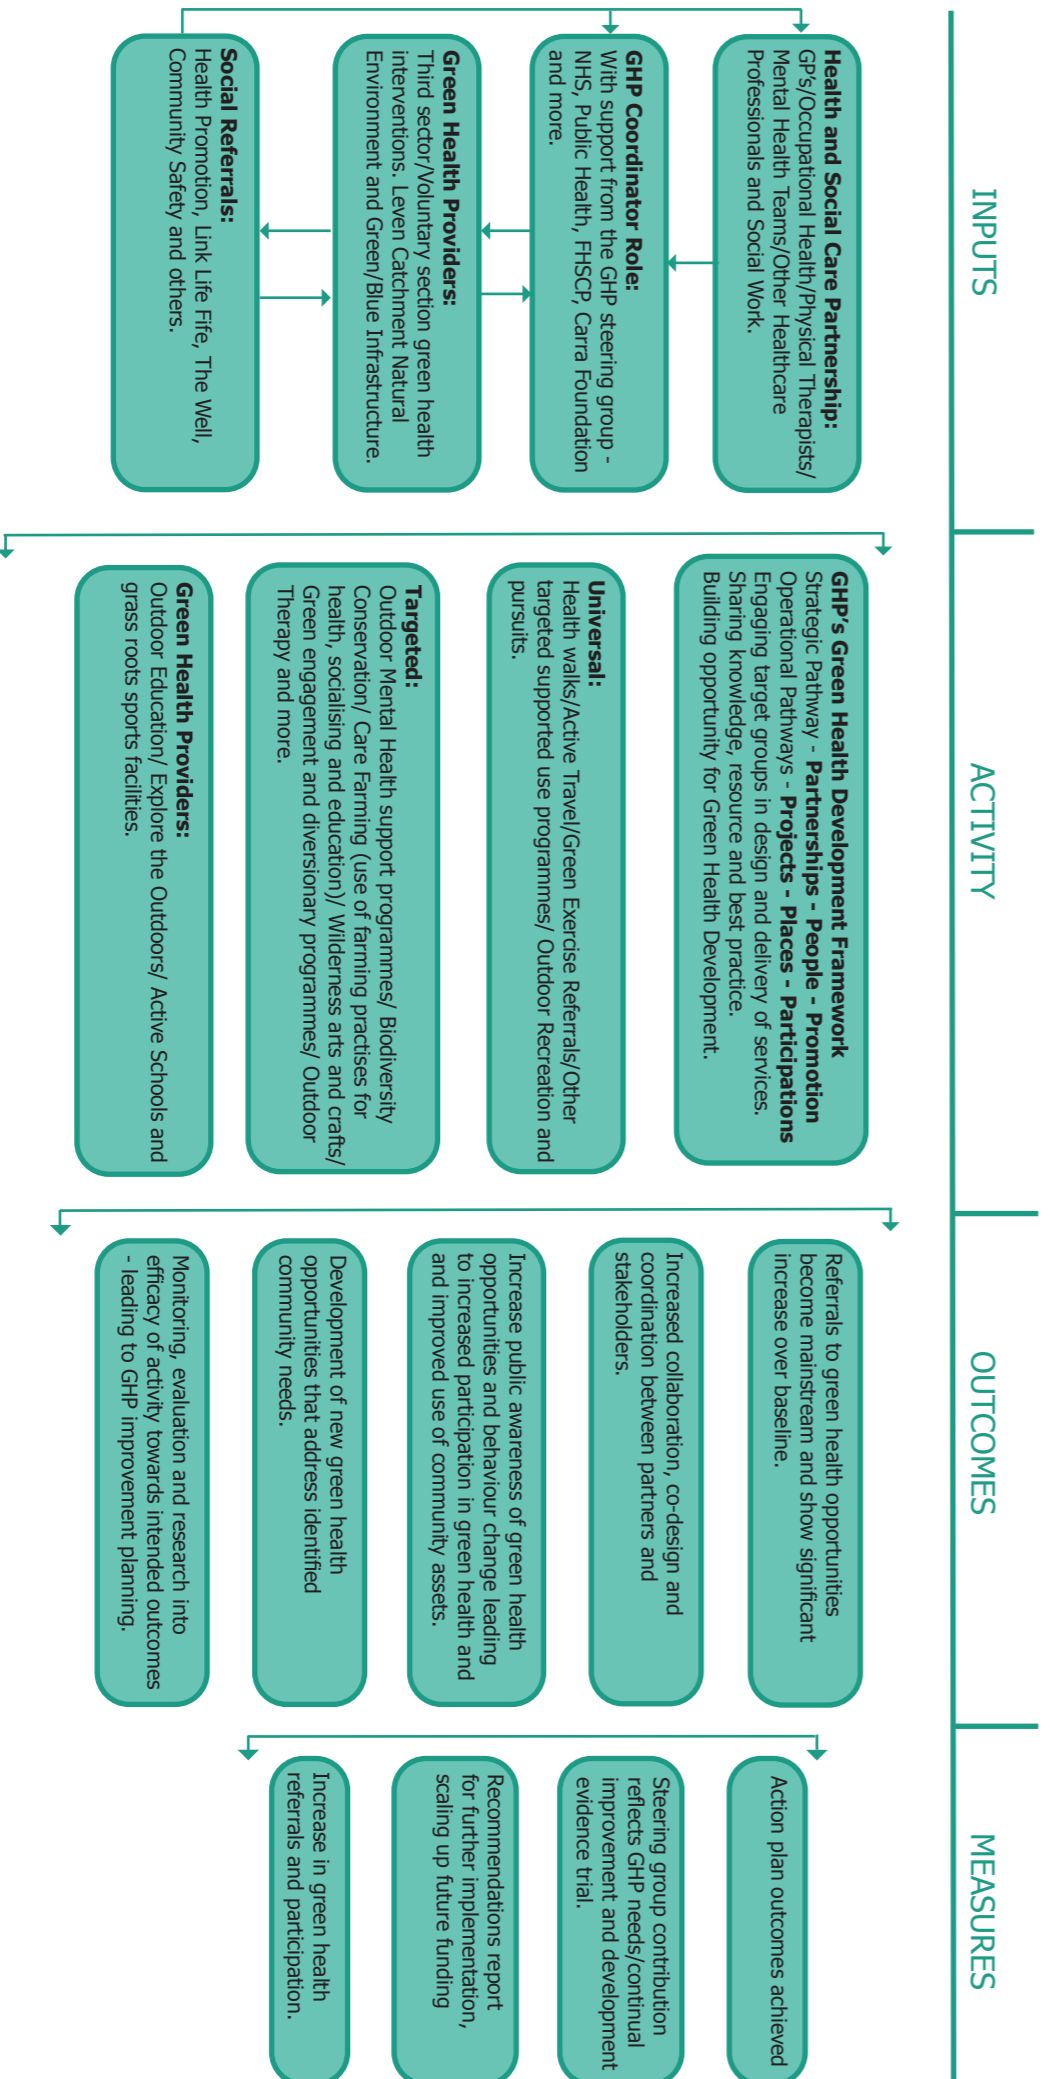 INPUTS
Health and Social Care Partnership:
GP's/Occupational Health/Physical Therapists/
Mental Health Teams/Other Healthcare
Professionals and Social Work.
GHP Coordinator Role:
With support from the GHP steering group -
NHS, Public Health, FHSCP, Carra Foundation
and more.
Green Health Providers:
Third sector/Voluntary section green health
interventions. Leven Catchment Natural
Environment and Green/Blue Infrastructure.
Social Referrals:
Health Promotion, Link Life Fife, The Well,
Community Safety and others.
ACTIVITY
GHP's Green Health Development Framework
Strategic Pathway - Partnerships - People - Promotion
Operational Pathways - Projects - Places - Participations
Engaging target groups in design and delivery of services.
Sharing knowledge, resource and best practice.
Building opportunity for Green Health Development.
Universal:
Health walks/Active Travel/Green Exercise Referrals/Other
targeted supported use programmes/ Outdoor Recreation and
pursuits.
Targeted:
Outdoor Mental Health support programmes/ Biodiversity
Conservation/ Care Farming (use of farming practises for
health, socialising and education)/ Wilderness arts and crafts/
Green engagement and diversionary programmes/ Outdoor
Therapy and more.
Green Health Providers:
Outdoor Education/ Explore the Outdoors/ Active Schools and
grass roots sports facilities.
OUTCOMES
Referrals to green health opportunities
become mainstream and show significant
increase over baseline.
Increased collaboration, co-design and
coordination between partners and
stakeholders.
Increase public awareness of green health
opportunities and behaviour change leading
to increased participation in green health and
and improved use of community assets.
Development of new green health
opportunities that address identified
community needs.
Monitoring, evaluation and research into
efficacy of activity towards intended outcomes
- leading to GHP improvement planning.
MEASURES
Action plan outcomes achieved
Steering group contribution
reflects GHP needs/continual
improvement and development
evidence trial.
Recommendations report
for further implementation,
scaling up future funding
Increase in green health
referrals and participation.